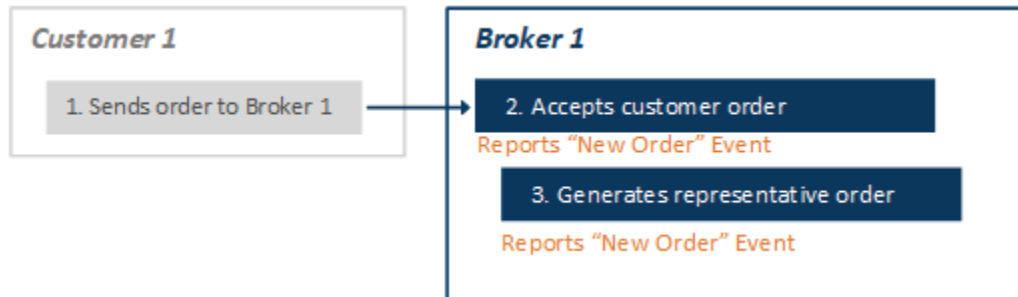 Customer 1
1. Sends order to Broker 1
Broker 1
2. Accepts customer order
Reports “New Order” Event
3. Generates representative order
Reports “New Order” Event